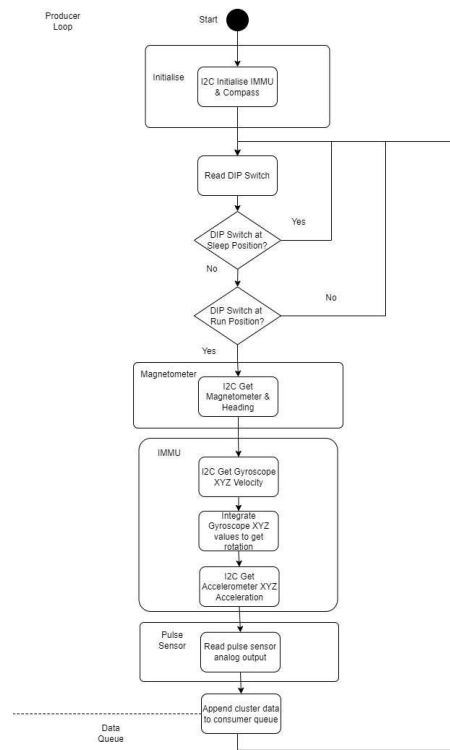 Producer
Loop
Start
Initialise
I2C Initialise IMMU
& Compass
Read DIP Switch
DIP Switch at
Sleep Position?
Yes
No
DIP Switch at
Run Position?
No
Yes
Magnetometer
I2C Get
Magnetometer &
Heading
IMMU
I2C Get Gyroscope
XYZ Velocity
Integrate
Gyroscope XYZ
values to get
rotation
I2C Get
Accelerometer XYZ
Acceleration
Pulse
Sensor
Read pulse sensor
analog output
Append cluster data
to consumer queue
Data
Queue